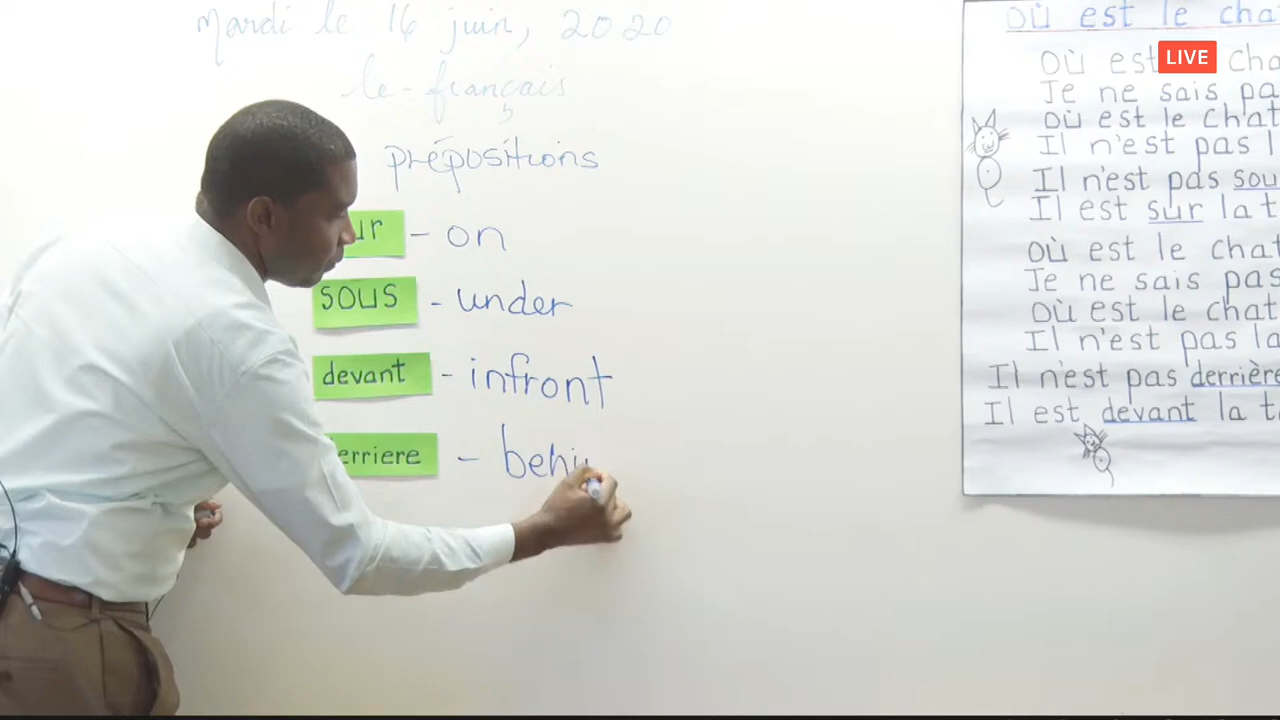 Mardi le 16 juin, 2020
le français
prépositions
ur - on
sous - under
devant - infront
erriere - behin
Où est le cha
LIVE
Où est cha
Je ne sais pa
Où est le chat
Il n'est pas l
Il n'est pas sou
Il est sur la t
Où est le chat
Je ne sais pas
Où est le chat
Il n'est pas la
Il n'est pas derrière
Il est devant la t